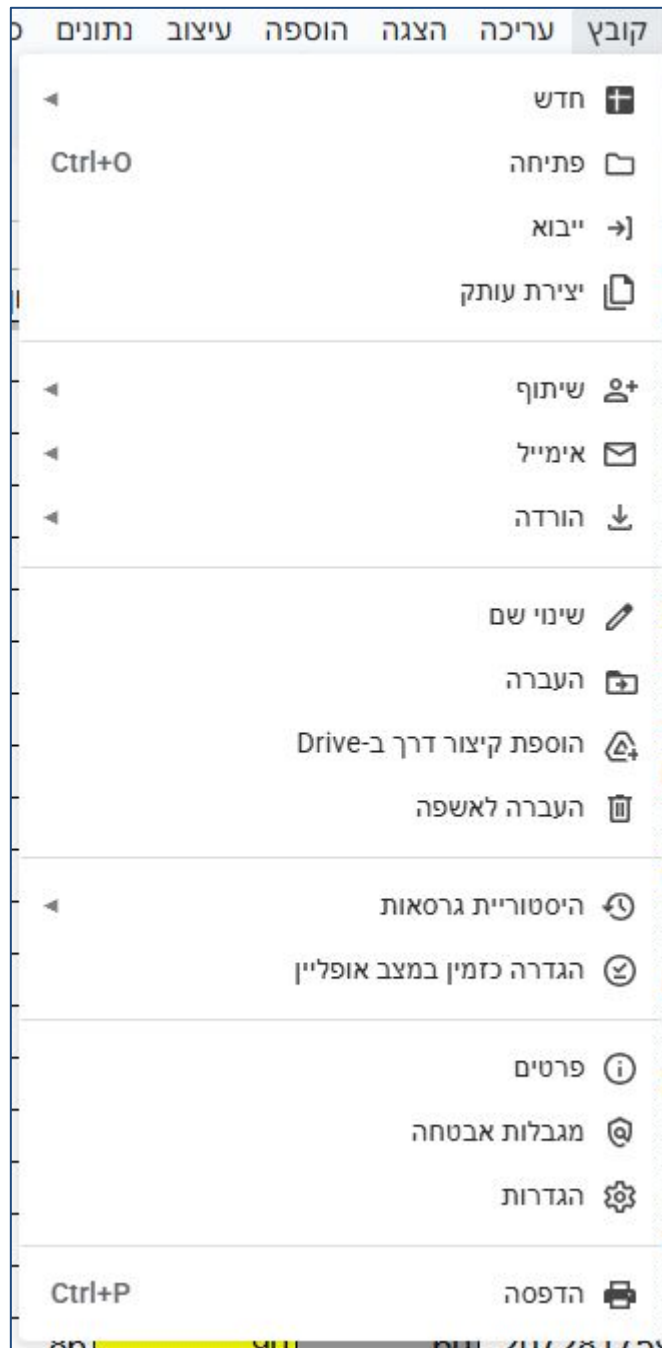 קובץ עריכה הצגה הוספה עיצוב נתונים
חדש
פתיחה Ctrl+O
ייבוא
יצירת עותק
שיתוף
אימייל
הורדה
שינוי שם
העברה
הוספת קיצור דרך ב-Drive
העברה לאשפה
היסטוריית גרסאות
הגדרה כזמין במצב אופליין
פרטים
מגבלות אבטחה
הגדרות
הדפסה Ctrl+P